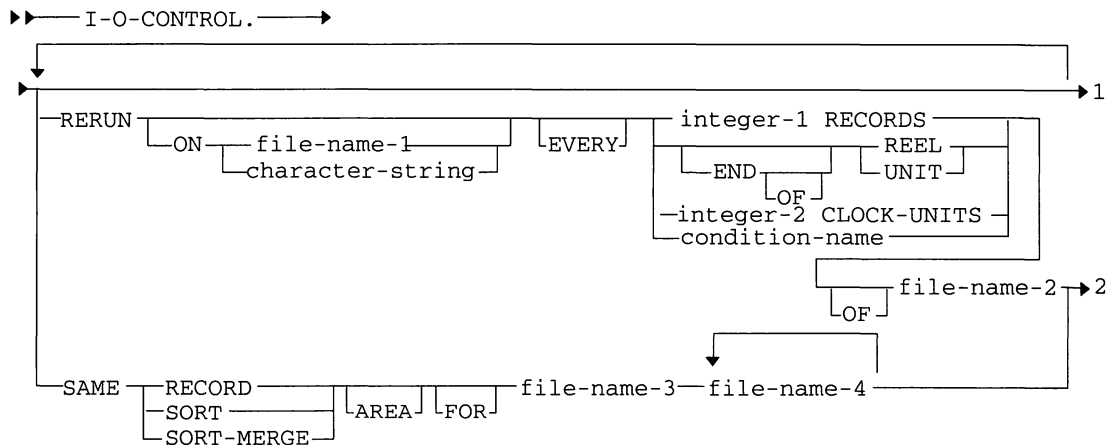 I-O-CONTROL.
1
RERUN ON file-name-1 EVERY integer-1 RECORDS
character-string END OF REEL
UNIT
integer-2 CLOCK-UNITS
condition-name
OF file-name-2 2
SAME RECORD AREA FOR file-name-3 file-name-4
SORT
SORT-MERGE